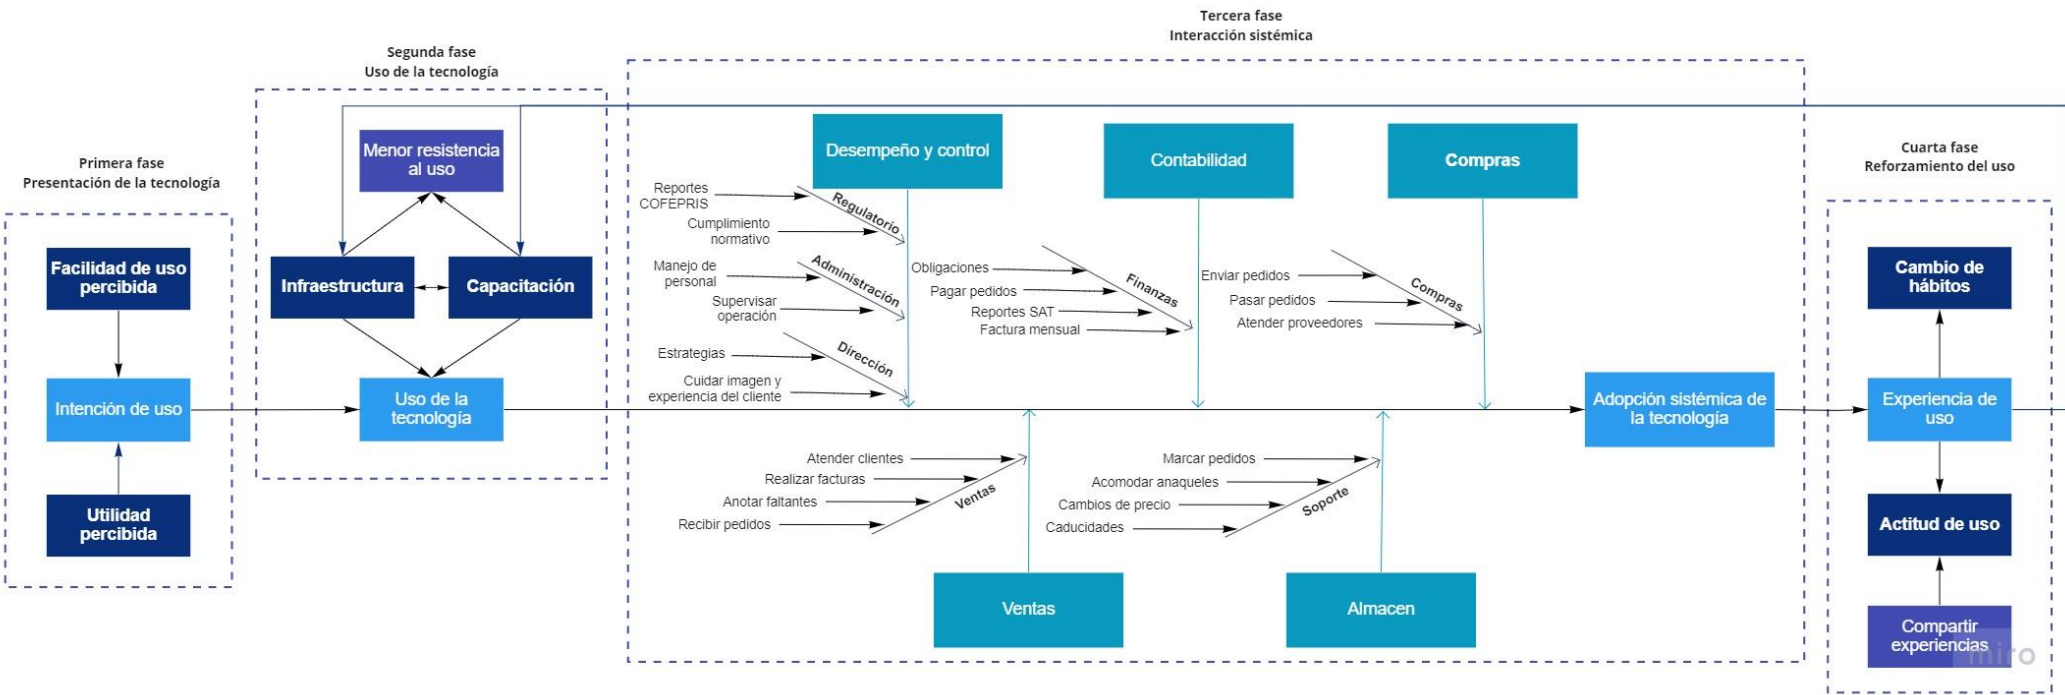 Primera fase
Presentación de la tecnología
Facilidad de uso
percibida
Intención de uso
Utilidad
percibida
Segunda fase
Uso de la tecnología
Menor resistencia
al uso
Infraestructura
Capacitación
Uso de la
tecnología
Tercera fase
Interacción sistémica
Desempeño y control
Contabilidad
Compras
Reportes
COFEPRIS
Cumplimiento
normativo
Regulatorio
Manejo de
personal
Supervisar
operación
Administración
Estrategias
Cuidar imagen y
experiencia del cliente
Dirección
Obligaciones
Pagar pedidos
Reportes SAT
Factura mensual
Finanzas
Enviar pedidos
Pasar pedidos
Atender proveedores
Compras
Adopción sistémica de
la tecnología
Atender clientes
Realizar facturas
Anotar faltantes
Recibir pedidos
Ventas
Marcar pedidos
Acomodar anaqueles
Cambios de precio
Caducidades
Soporte
Ventas
Almacen
Cuarta fase
Reforzamiento del uso
Cambio de
hábitos
Experiencia de
uso
Actitud de uso
Compartir
experiencias
miro